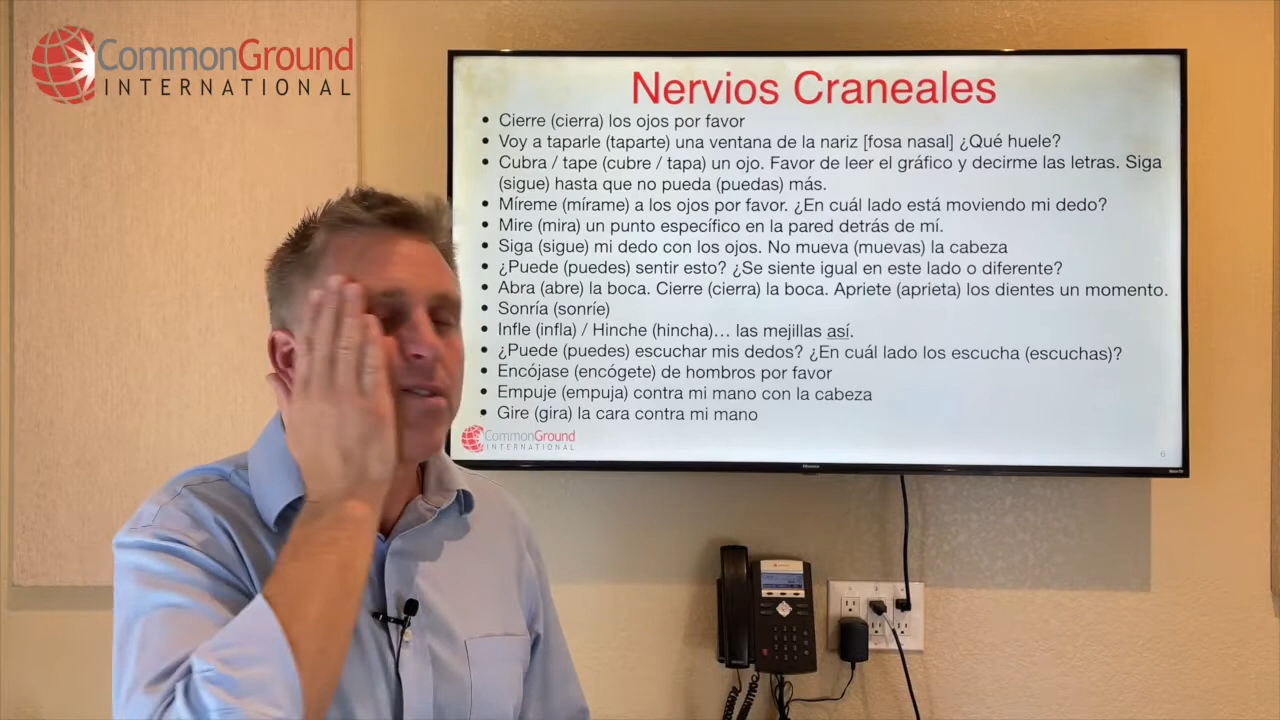 CommonGround
INTERNATIONAL
Nervios Craneales
• Cierre (cierra) los ojos por favor
• Voy a taparle (taparte) una ventana de la nariz [fosa nasal] ¿Qué huele?
• Cubra / tape (cubre / tapa) un ojo. Favor de leer el gráfico y decirme las letras. Siga
(sigue) hasta que no pueda (puedas) más.
• Míreme (mírame) a los ojos por favor. ¿En cuál lado está moviendo mi dedo?
• Mire (mira) un punto específico en la pared detrás de mí.
• Siga (sigue) mi dedo con los ojos. No mueva (muevas) la cabeza
• ¿Puede (puedes) sentir esto? ¿Se siente igual en este lado o diferente?
• Abra (abre) la boca. Cierre (cierra) la boca. Apriete (aprieta) los dientes un momento.
• Sonría (sonríe)
• Infle (infla) / Hinche (hincha)… las mejillas así.
• ¿Puede (puedes) escuchar mis dedos? ¿En cuál lado los escucha (escuchas)?
• Encójase (encógete) de hombros por favor
• Empuje (empuja) contra mi mano con la cabeza
• Gire (gira) la cara contra mi mano
CommonGround
INTERNATIONAL
6
Hisense